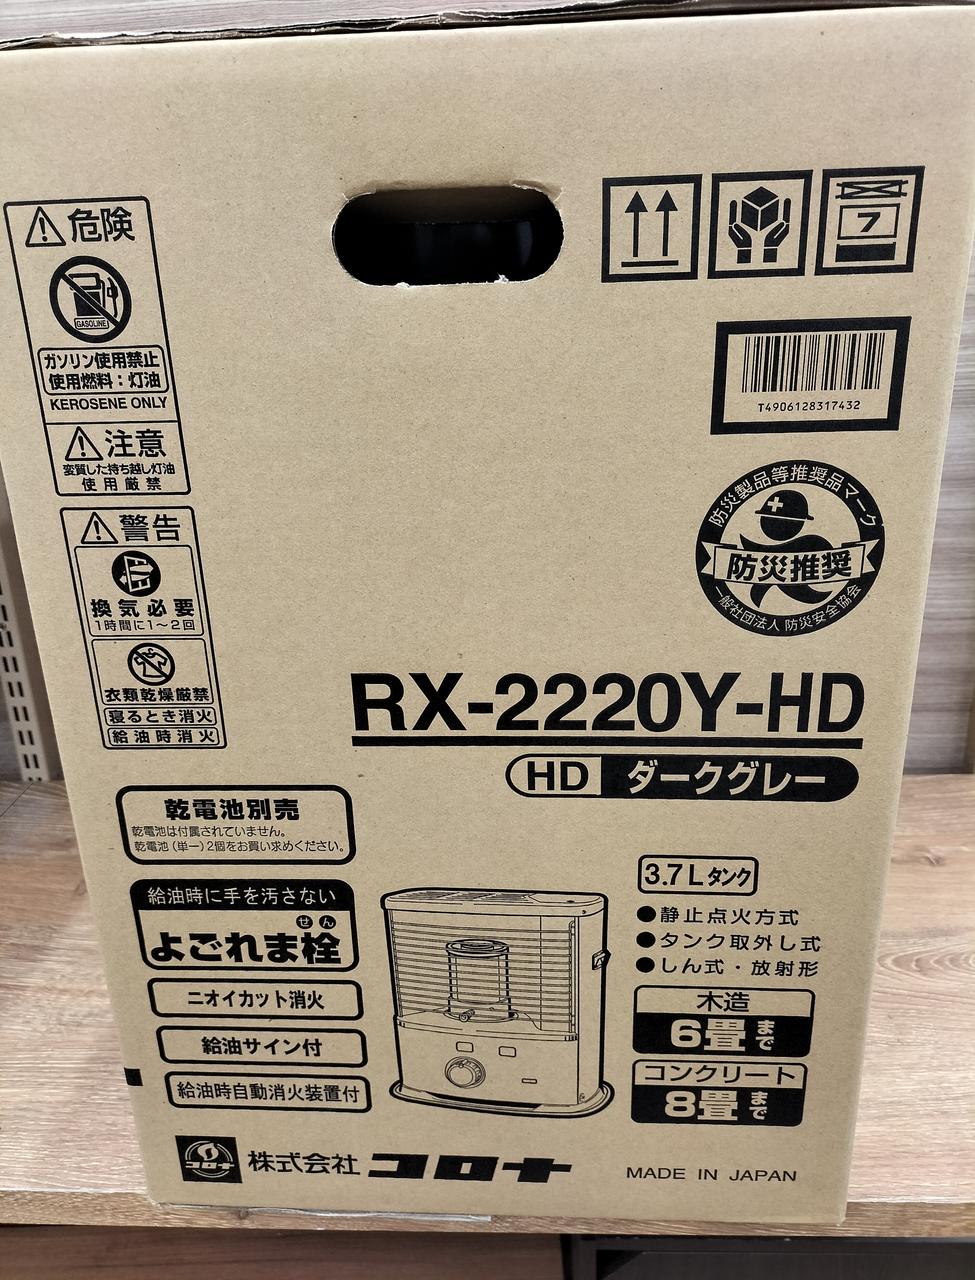 危険
GASOLINE
ガソリン使用禁止
使用燃料：灯油
KEROSENE ONLY
注意
変質した持ち越し灯油
使用厳禁
警告
換気必要
1時間に1～2回
衣類乾燥厳禁
寝るとき消火
給油時消火
7
T4906128317432
防災製品等推奨品マーク
防災推奨
一般社団法人 防災安全協会
RX-2220Y-HD
HD ダークグレー
乾電池別売
乾電池は付属されていません。
乾電池(単一)2個をお買い求めください。
給油時に手を汚さない
せん
よごれま栓
ニオイカット消火
給油サイン付
給油時自動消火装置付
3.7Lタンク
●静止点火方式
●タンク取外し式
●しん式・放射形
木造
6畳まで
コンクリート
8畳まで
コロナ
株式会社コロナ
MADE IN JAPAN